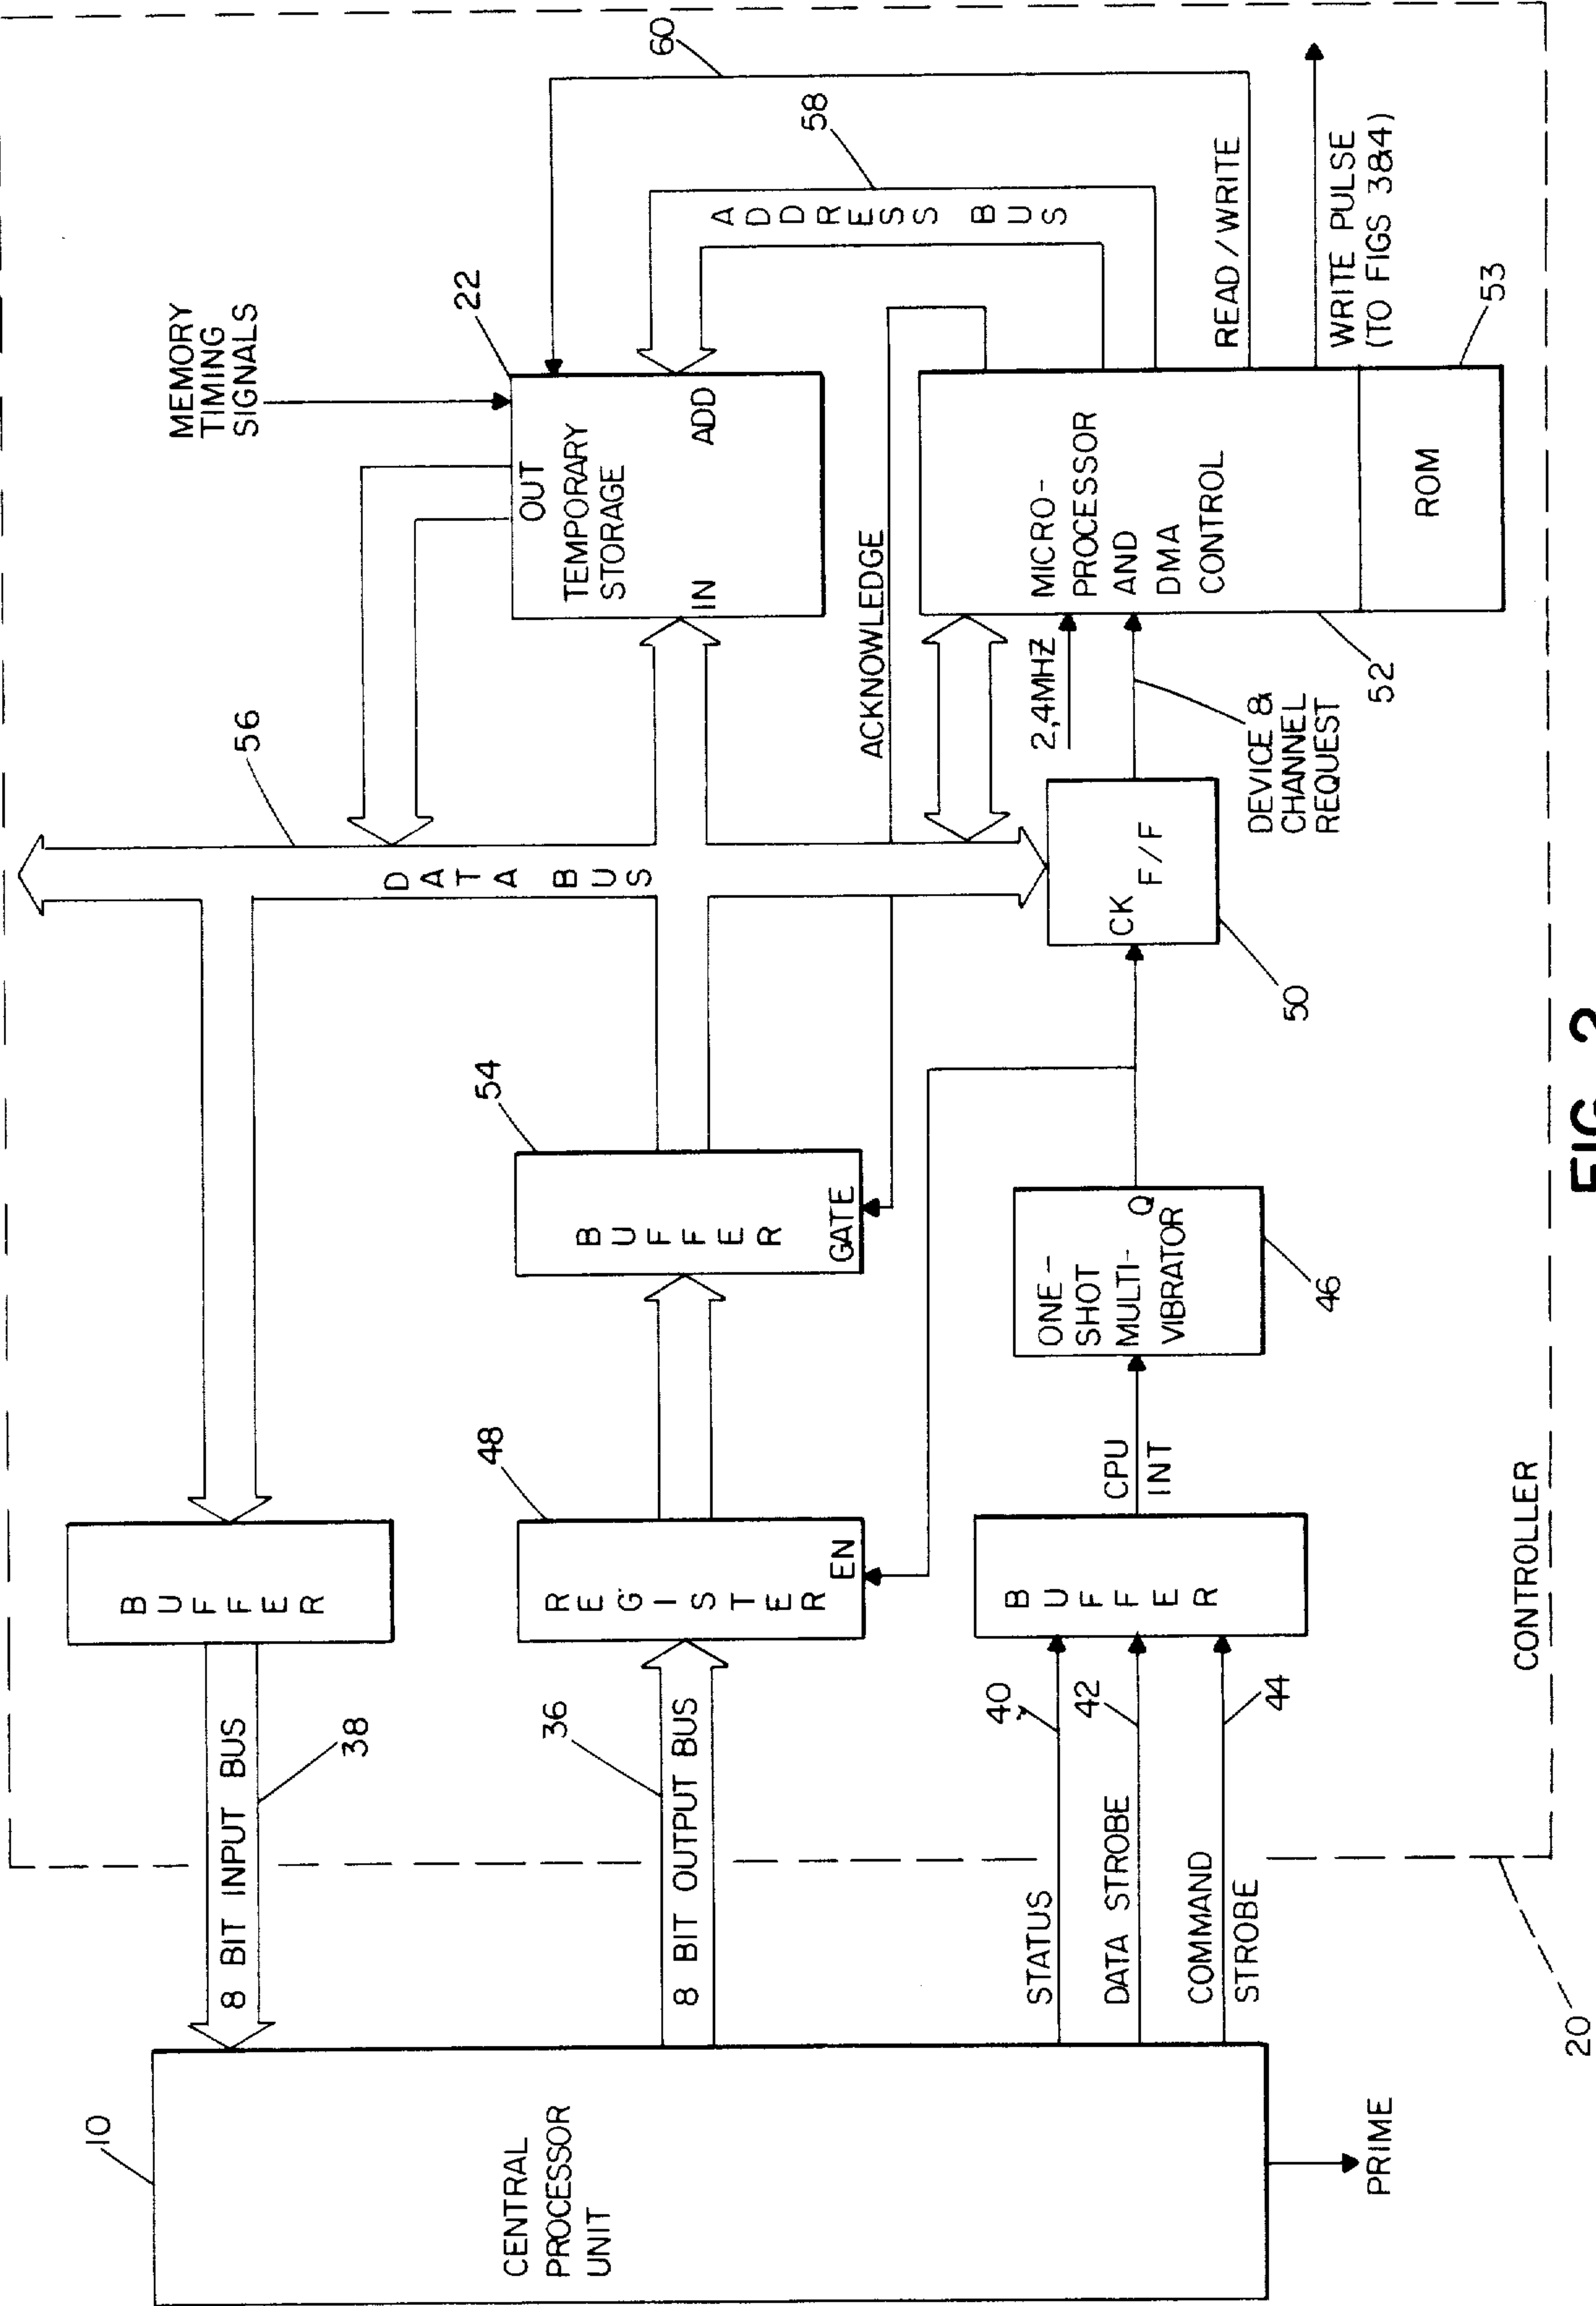 10
CENTRAL
PROCESSOR
UNIT
PRIME
8 BIT INPUT BUS
38
8 BIT OUTPUT BUS
36
STATUS
40
DATA STROBE
42
COMMAND
STROBE
44
20
CONTROLLER
BUFFER
REGISTER
EN
48
BUFFER
CPU
INT
BUFFER
GATE
54
ONE-
SHOT
MULTI-
VIBRATOR
Q
46
DATA BUS
56
CK
F/F
50
ACKNOWLEDGE
2,4MHZ
DEVICE &
CHANNEL
REQUEST
MEMORY
TIMING
SIGNALS
OUT
TEMPORARY
STORAGE
IN
ADD
22
MICRO-
PROCESSOR
AND
DMA
CONTROL
52
ROM
53
ADDRESS BUS
58
60
READ/WRITE
WRITE PULSE
(TO FIGS 3&4)